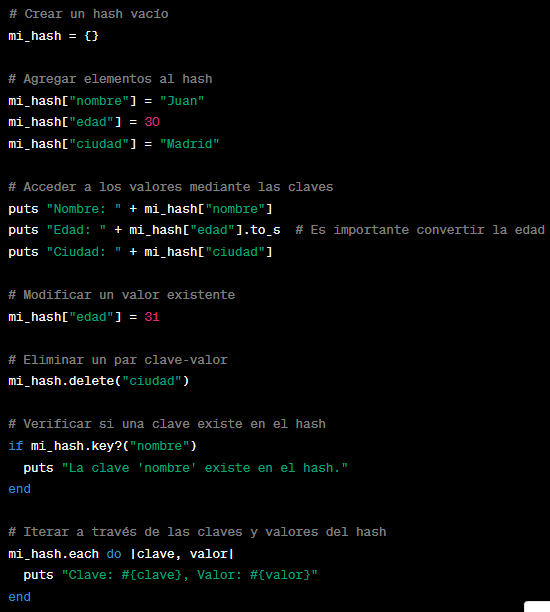 # Crear un hash vacío
mi_hash = {}
# Agregar elementos al hash
mi_hash["nombre"] = "Juan"
mi_hash["edad"] = 30
mi_hash["ciudad"] = "Madrid"
# Acceder a los valores mediante las claves
puts "Nombre: " + mi_hash["nombre"]
puts "Edad: " + mi_hash["edad"].to_s  # Es importante convertir la edad
puts "Ciudad: " + mi_hash["ciudad"]
# Modificar un valor existente
mi_hash["edad"] = 31
# Eliminar un par clave-valor
mi_hash.delete("ciudad")
# Verificar si una clave existe en el hash
if mi_hash.key?("nombre")
  puts "La clave 'nombre' existe en el hash."
end
# Iterar a través de las claves y valores del hash
mi_hash.each do |clave, valor|
  puts "Clave: #{clave}, Valor: #{valor}"
end